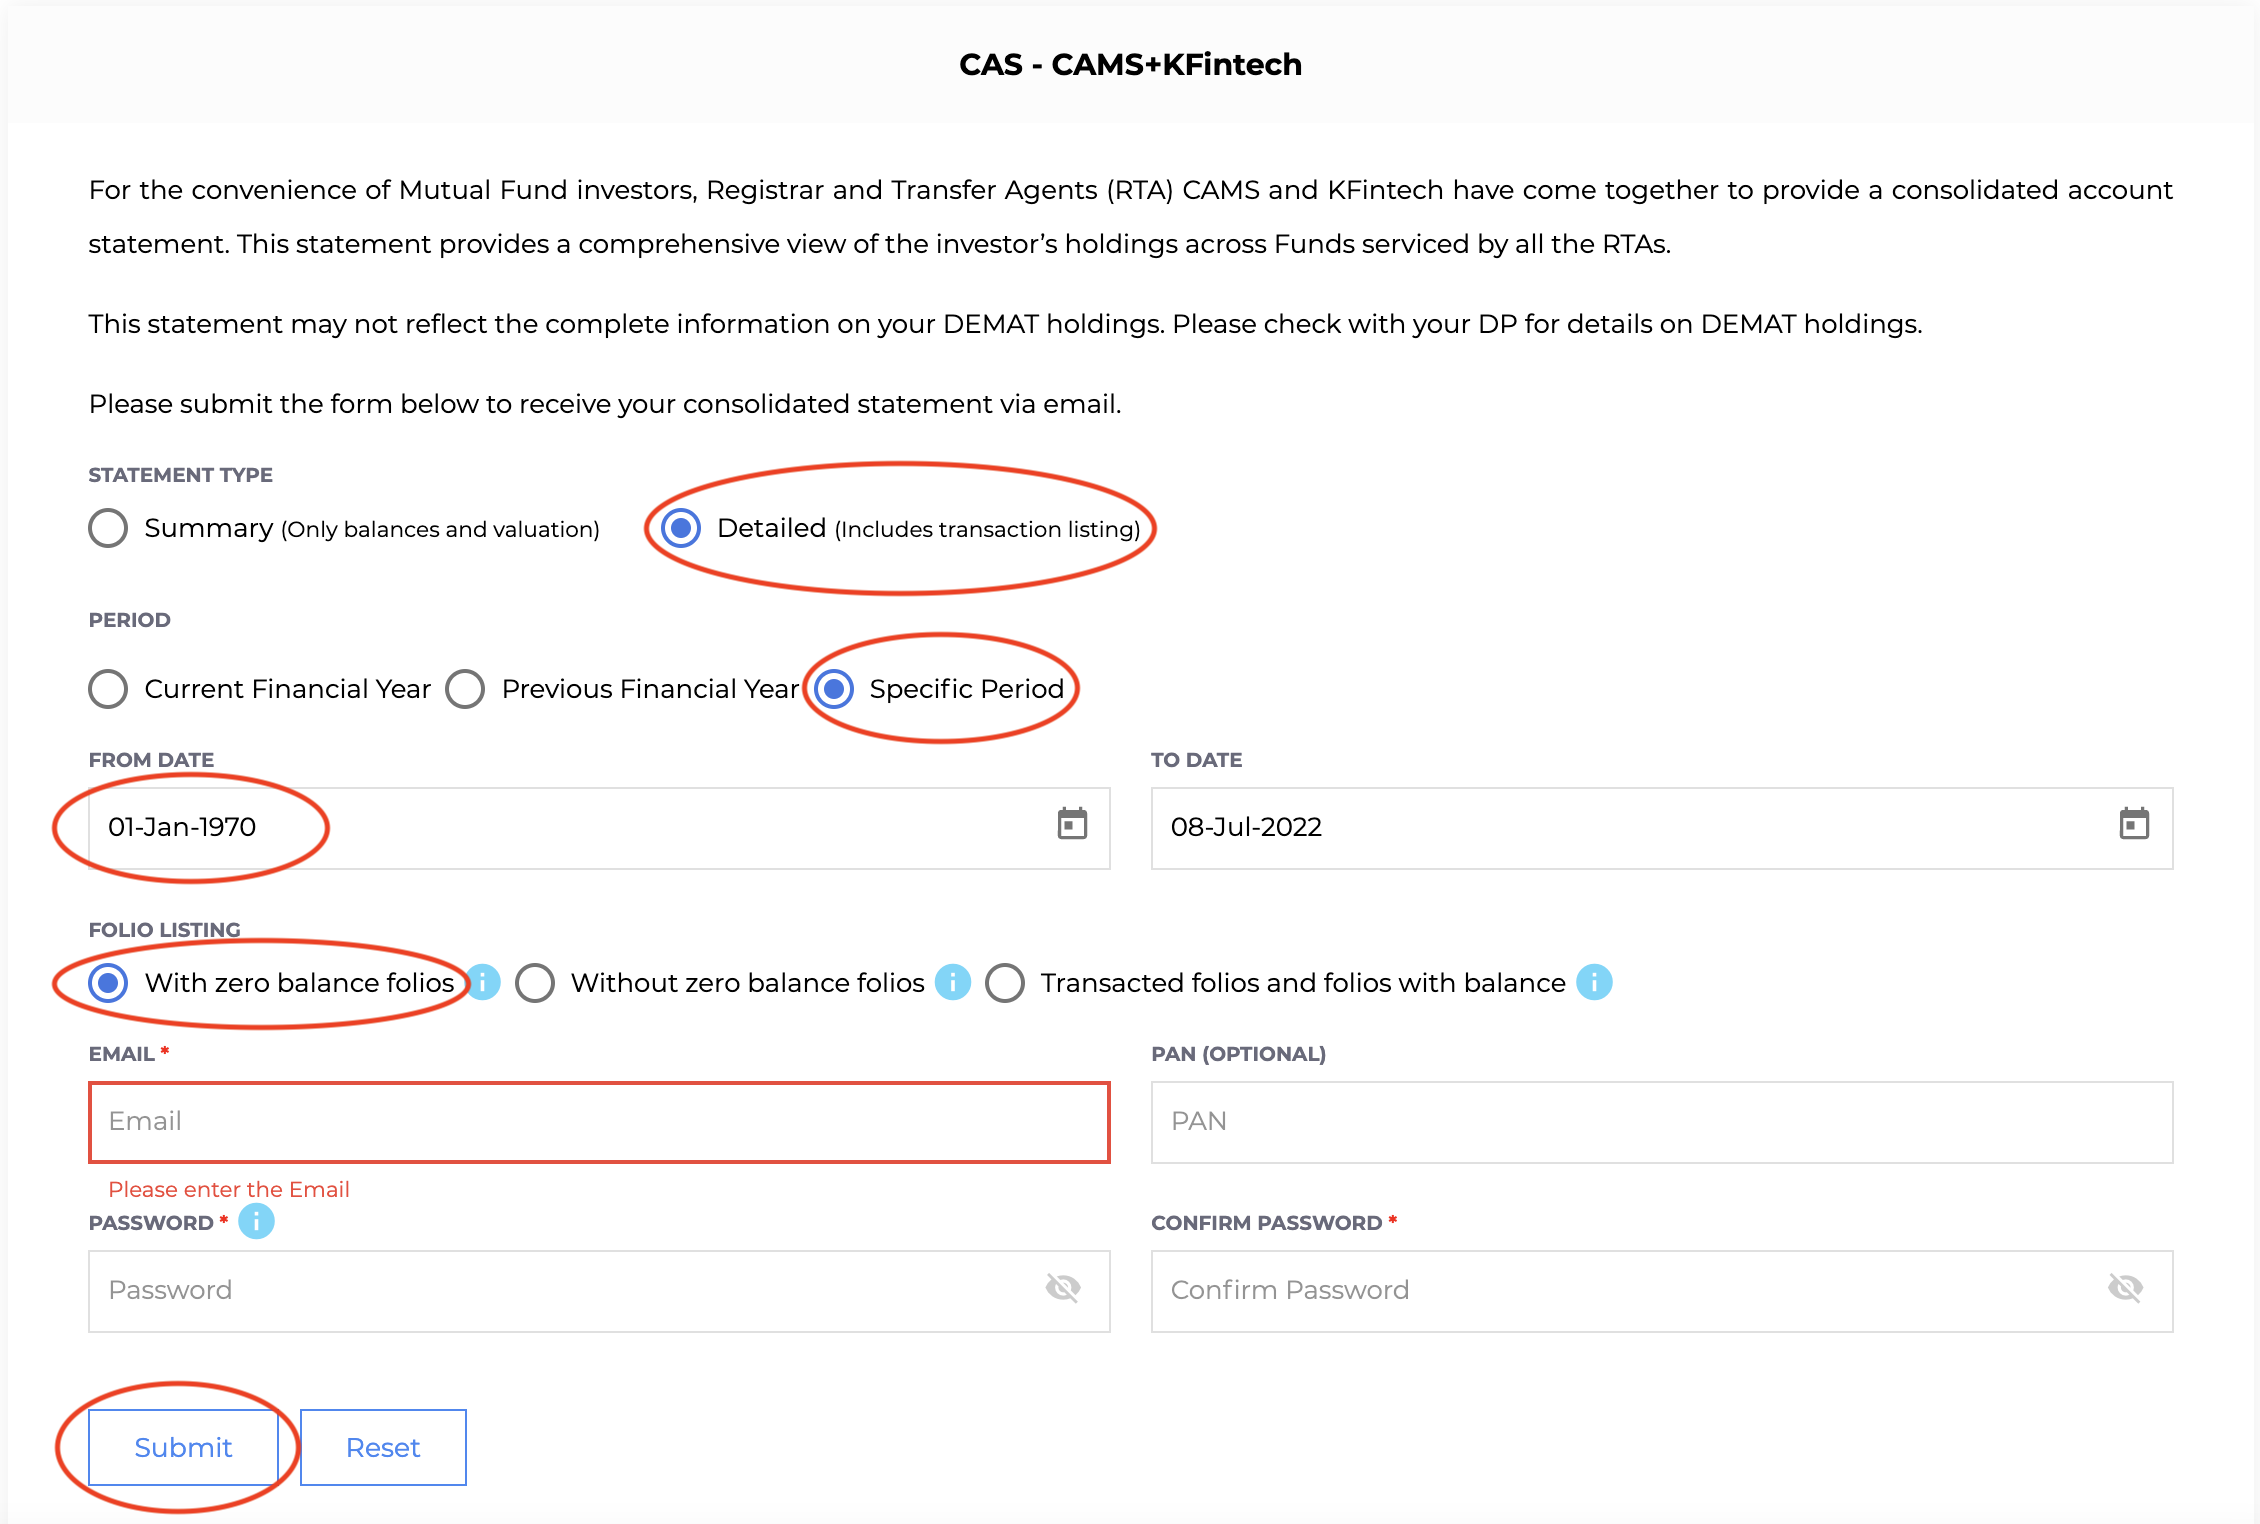 CAS - CAMS+KFintech
For the convenience of Mutual Fund investors, Registrar and Transfer Agents (RTA) CAMS and KFintech have come together to provide a consolidated account
statement. This statement provides a comprehensive view of the investor’s holdings across Funds serviced by all the RTAs.
This statement may not reflect the complete information on your DEMAT holdings. Please check with your DP for details on DEMAT holdings.
Please submit the form below to receive your consolidated statement via email.
STATEMENT TYPE
Summary (Only balances and valuation) Detailed (Includes transaction listing)
PERIOD
Current Financial Year Previous Financial Year Specific Period
FROM DATE TO DATE
01-Jan-1970 08-Jul-2022
FOLIO LISTING
With zero balance folios i Without zero balance folios i Transacted folios and folios with balance i
EMAIL * PAN (OPTIONAL)
Email PAN
Please enter the Email
PASSWORD * i CONFIRM PASSWORD *
Password Confirm Password
Submit Reset